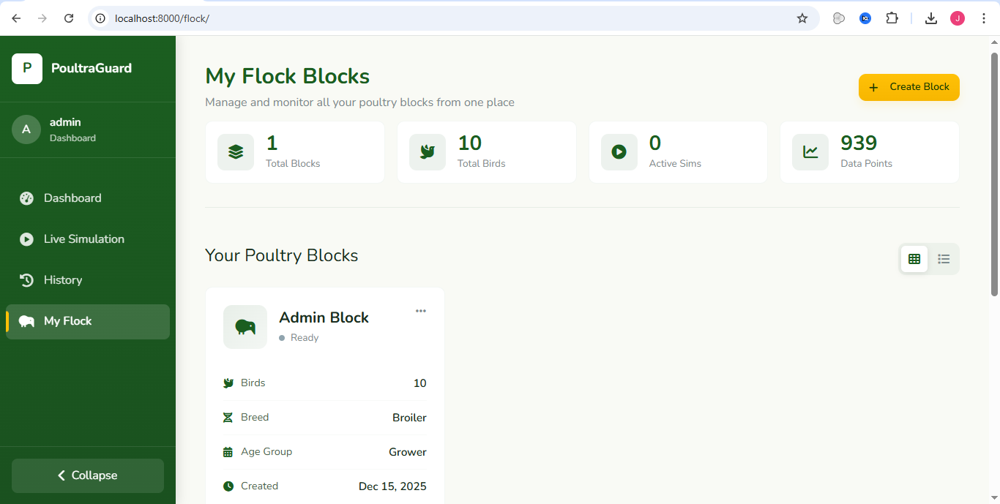 localhost:8000/flock/
J
P
PoultraGuard
A
admin
Dashboard
Dashboard
Live Simulation
History
My Flock
Collapse
My Flock Blocks
Manage and monitor all your poultry blocks from one place
Create Block
1
Total Blocks
10
Total Birds
0
Active Sims
939
Data Points
Your Poultry Blocks
Admin Block
Ready
Birds 10
Breed Broiler
Age Group Grower
Created Dec 15, 2025